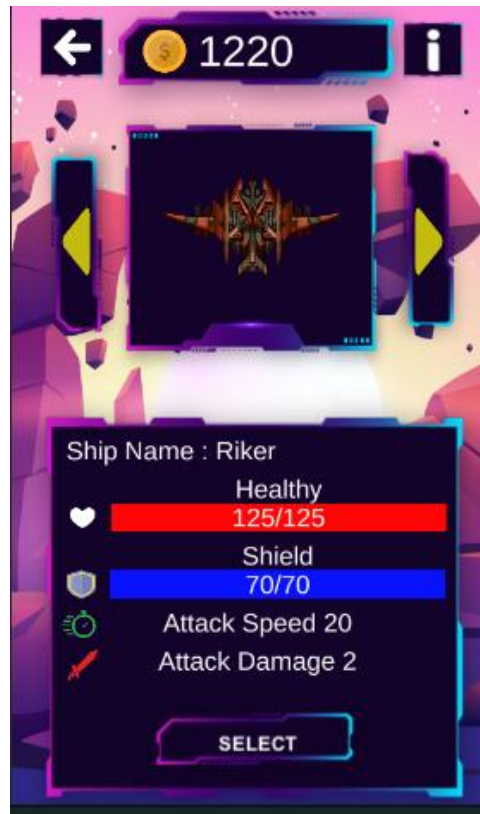 1220
Ship Name : Riker
Healthy
125/125
Shield
70/70
Attack Speed 20
Attack Damage 2
SELECT